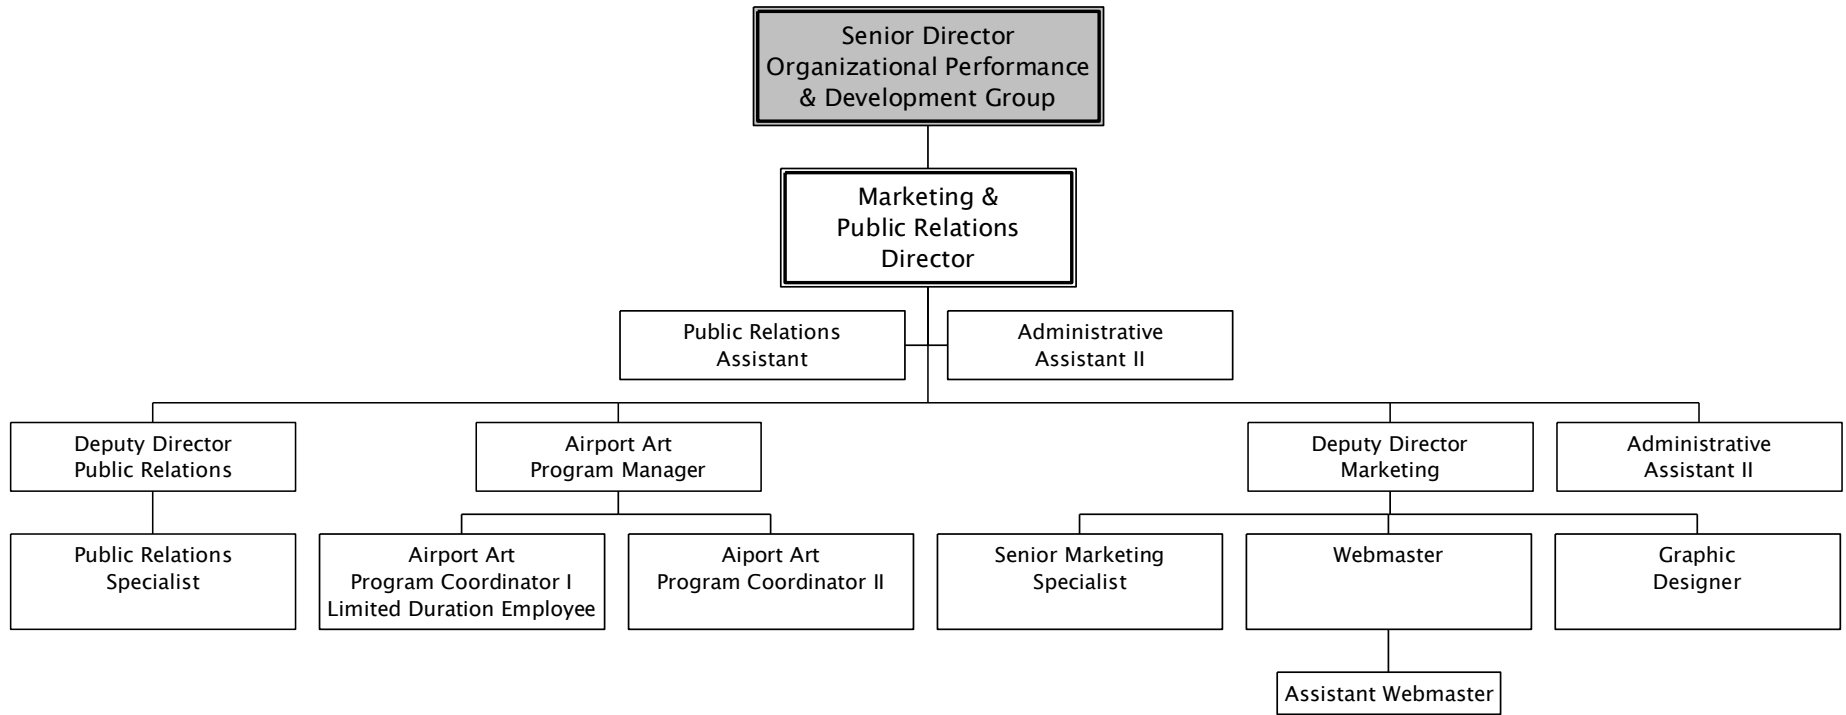 Senior Director
Organizational Performance
& Development Group
Marketing &
Public Relations
Director
Public Relations
Assistant
Administrative
Assistant II
Deputy Director
Public Relations
Airport Art
Program Manager
Deputy Director
Marketing
Administrative
Assistant II
Public Relations
Specialist
Airport Art
Program Coordinator I
Limited Duration Employee
Aiport Art
Program Coordinator II
Senior Marketing
Specialist
Webmaster
Graphic
Designer
Assistant Webmaster